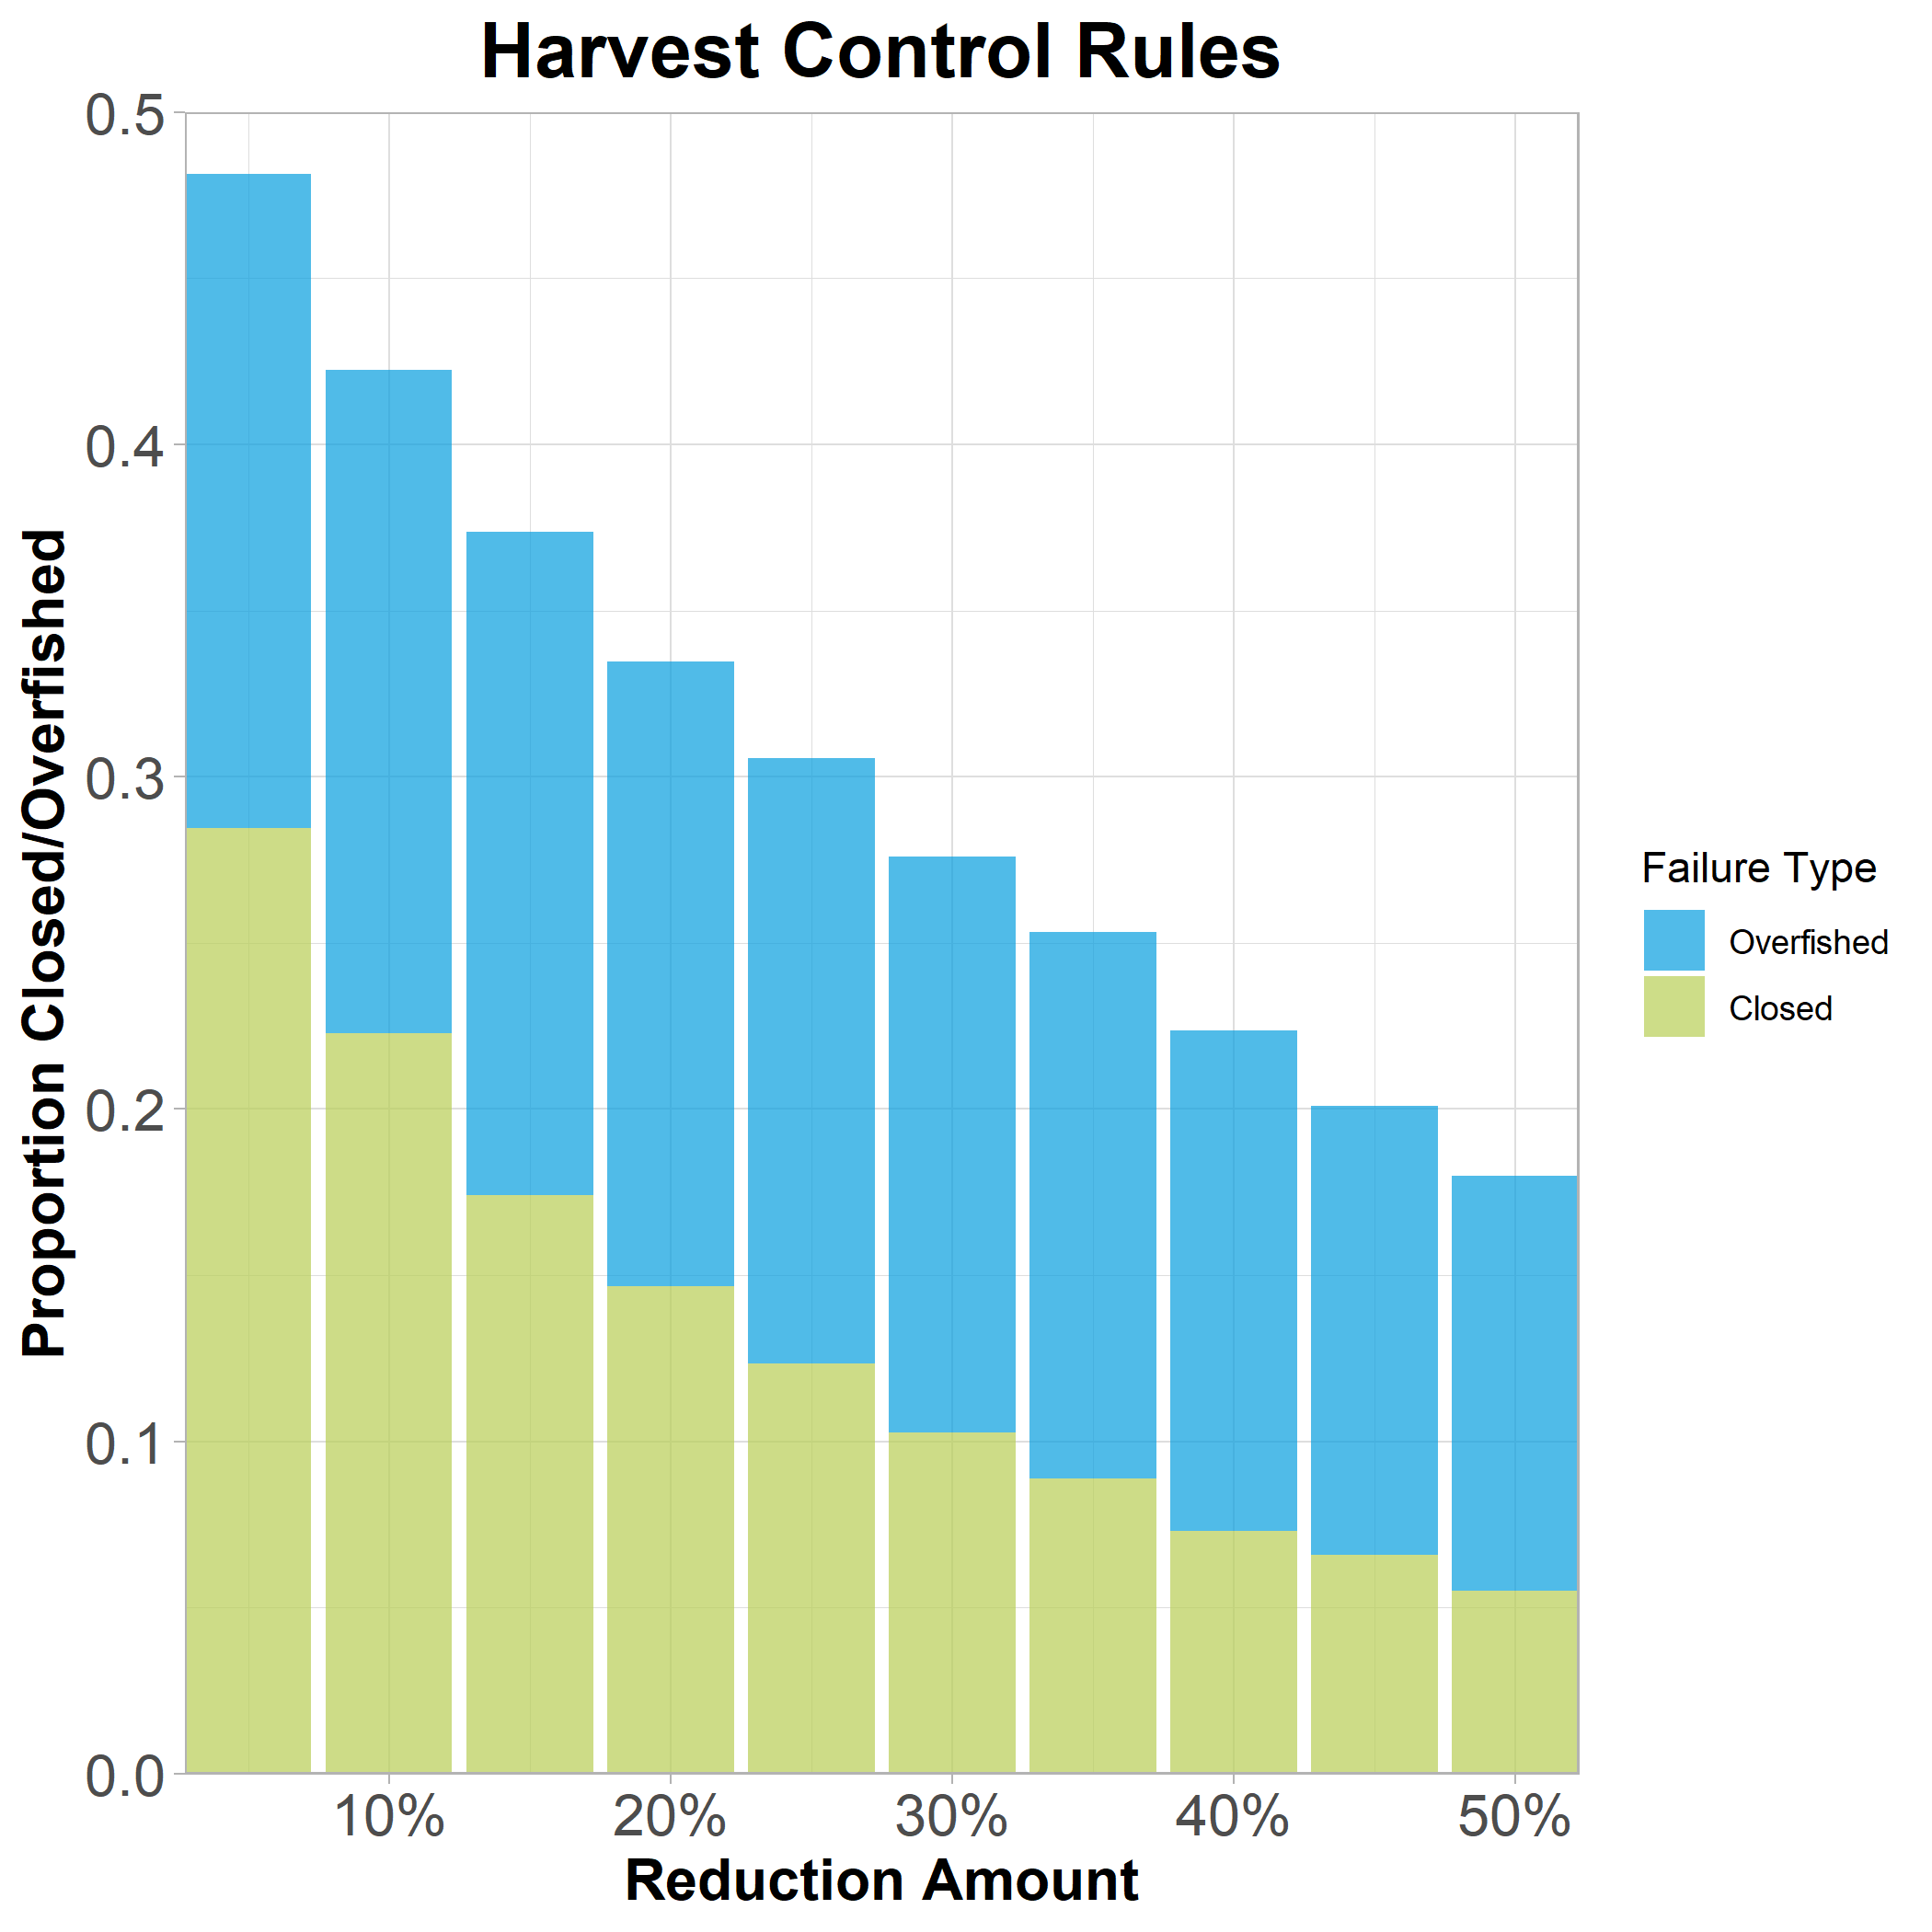 Harvest Control Rules
Proportion Closed/Overfished
0.5
0.4
0.3
0.2
0.1
0.0
10% 20% 30% 40% 50%
Reduction Amount
Failure Type
Overfished
Closed